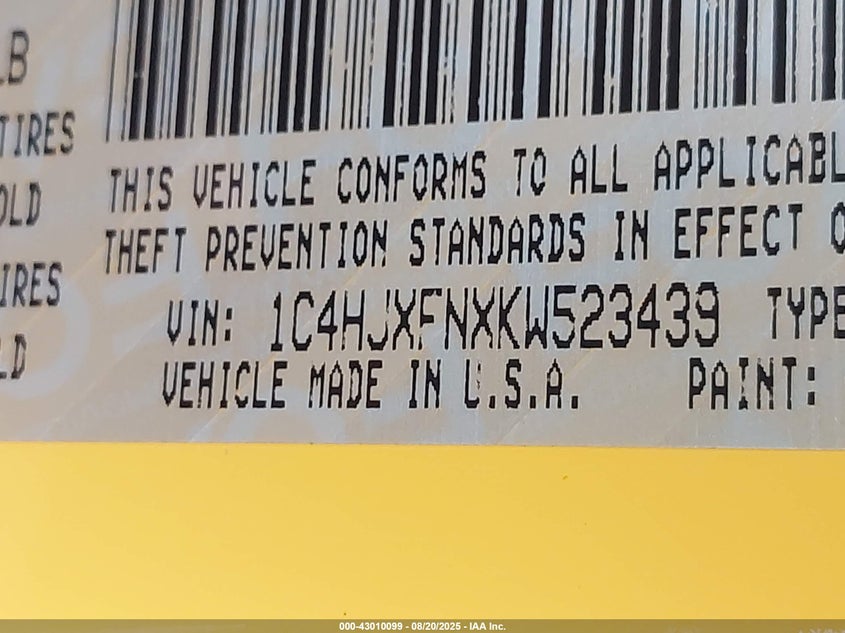 LB
TIRES
THIS VEHICLE CONFORMS TO ALL APPLICABL
OLD
THEFT PREVENTION STANDARDS IN EFFECT O
IRES
VIN: 1C4HJXFNXKW523439 TYPE
LD
VEHICLE MADE IN U.S.A. PAINT:
000-43010099 - 08/20/2025 - IAA Inc.